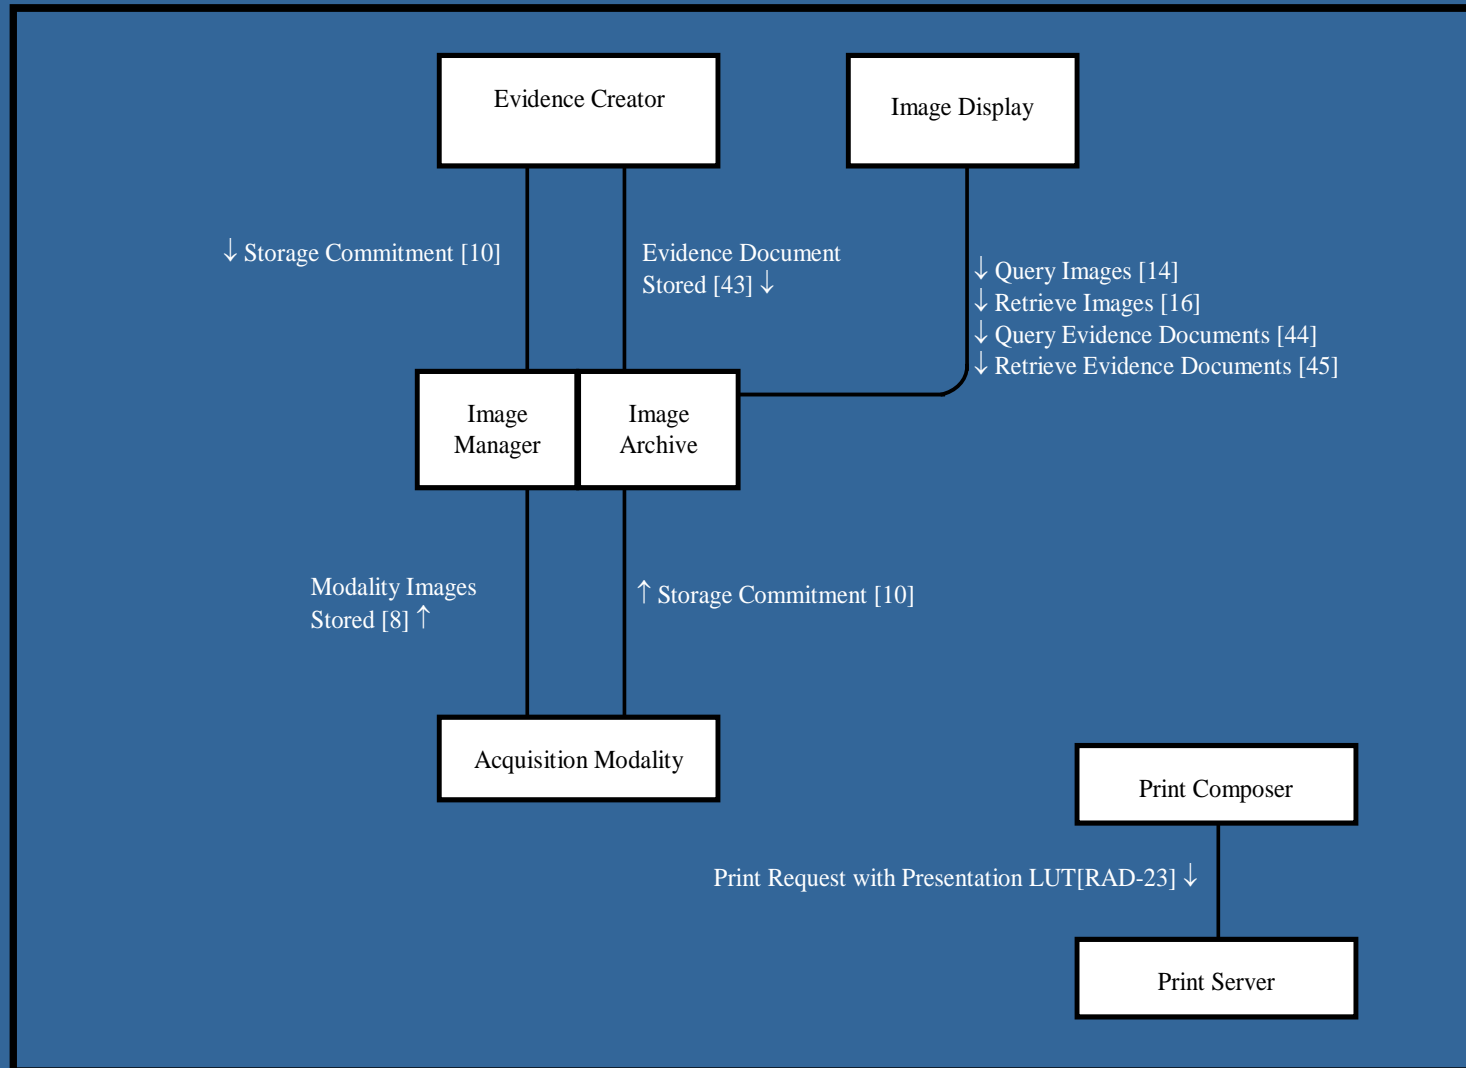 Evidence Creator
Image Display
↓ Storage Commitment [10]
Evidence Document
Stored [43] ↓
↓ Query Images [14]
↓ Retrieve Images [16]
↓ Query Evidence Documents [44]
↓ Retrieve Evidence Documents [45]
Image
Manager
Image
Archive
Modality Images
Stored [8] ↑
↑ Storage Commitment [10]
Acquisition Modality
Print Composer
Print Request with Presentation LUT[RAD-23] ↓
Print Server